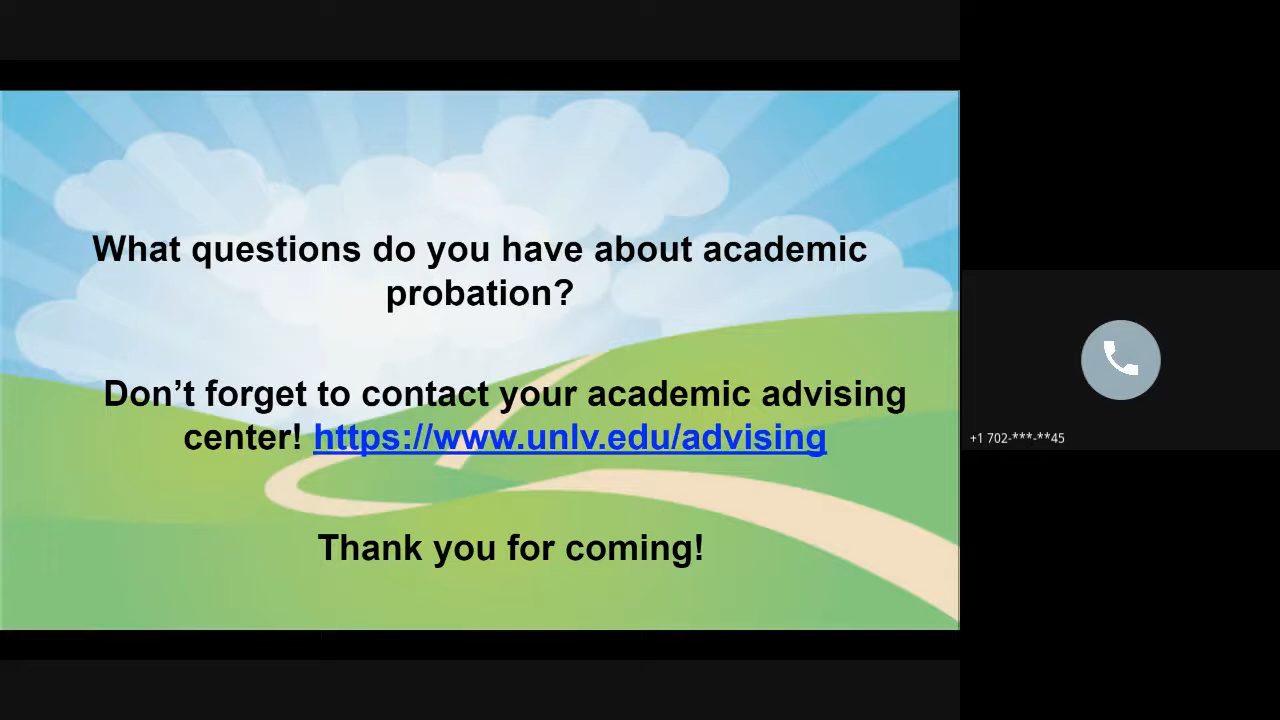 What questions do you have about academic
probation?
Don’t forget to contact your academic advising
center! https://www.unlv.edu/advising
Thank you for coming!
+1 702-***-**45